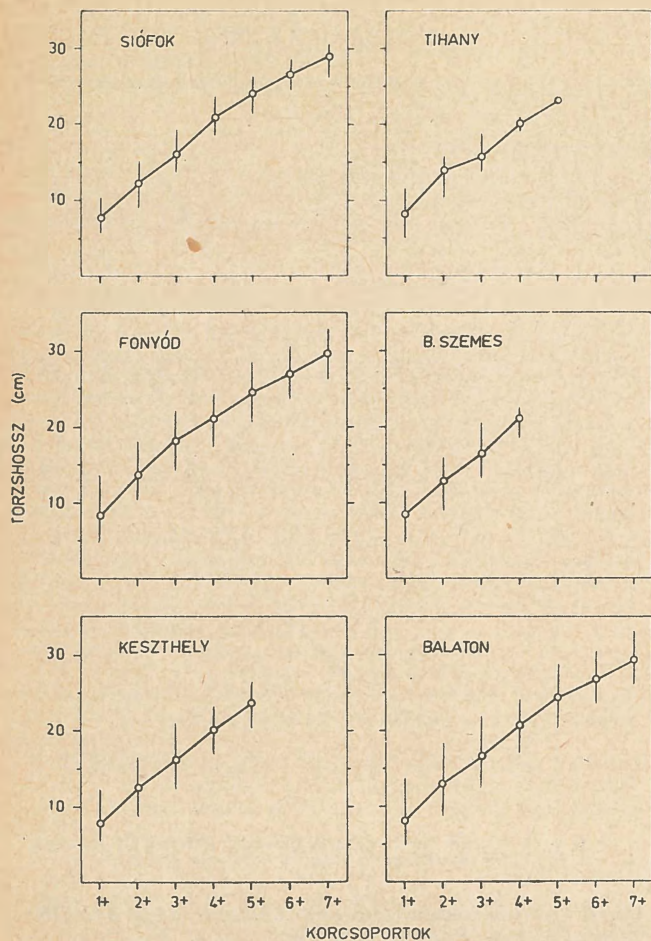 SIÓFOK
TIHANY
30
20
10
FONYÓD
B. SZEMES
30
20
10
TORZSHOSSZ (cm)
KESZTHELY
BALATON
30
20
10
1+ 2+ 3+ 4+ 5+ 6+ 7+
1+ 2+ 3+ 4+ 5+ 6+ 7+
KORCSOPORTOK